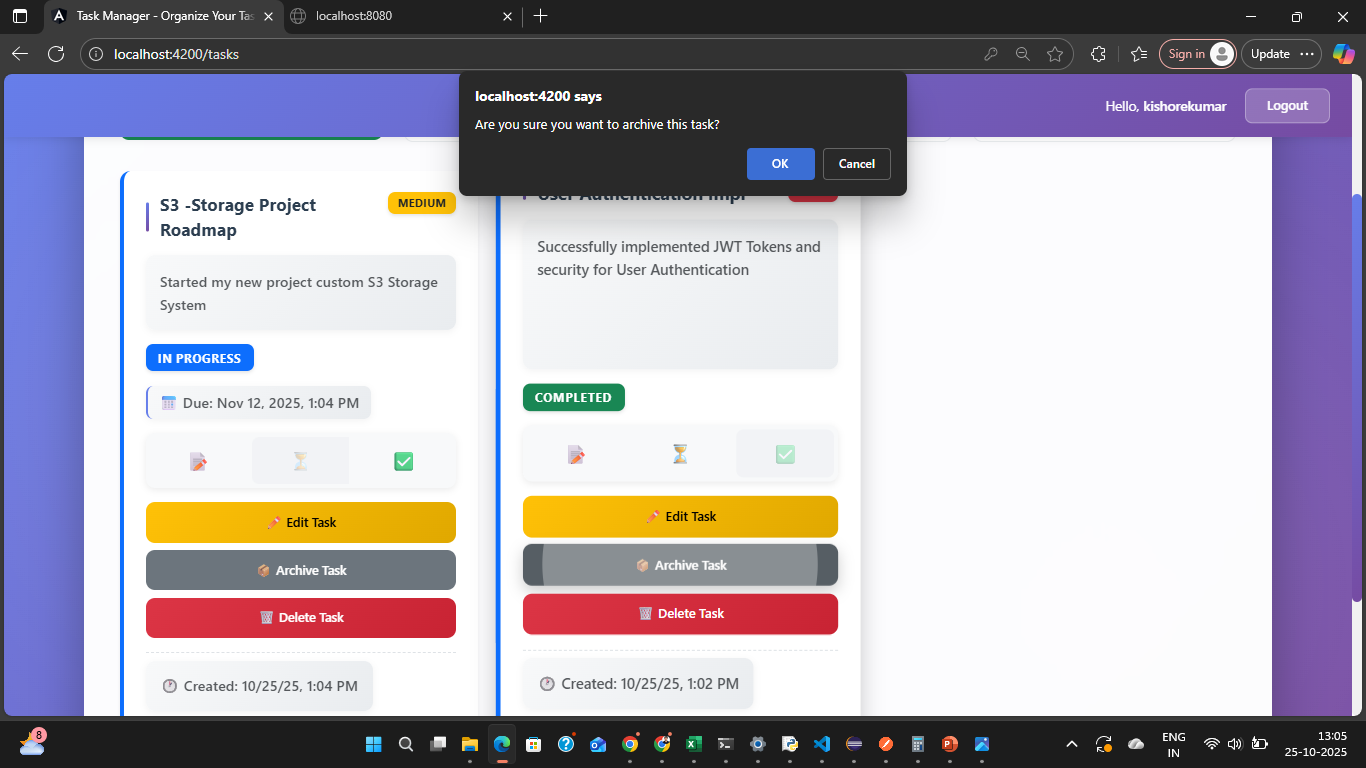 Task Manager - Organize Your Tas
localhost:8080
localhost:4200/tasks
Sign in
Update
localhost:4200 says
Are you sure you want to archive this task?
OK
Cancel
Hello, kishorekumar
Logout
S3 -Storage Project
Roadmap
MEDIUM
Started my new project custom S3 Storage
System
IN PROGRESS
Due: Nov 12, 2025, 1:04 PM
Edit Task
Archive Task
Delete Task
Created: 10/25/25, 1:04 PM
User Authentication Impl
Successfully implemented JWT Tokens and
security for User Authentication
COMPLETED
Edit Task
Archive Task
Delete Task
Created: 10/25/25, 1:02 PM
8
ENG
IN
13:05
25-10-2025